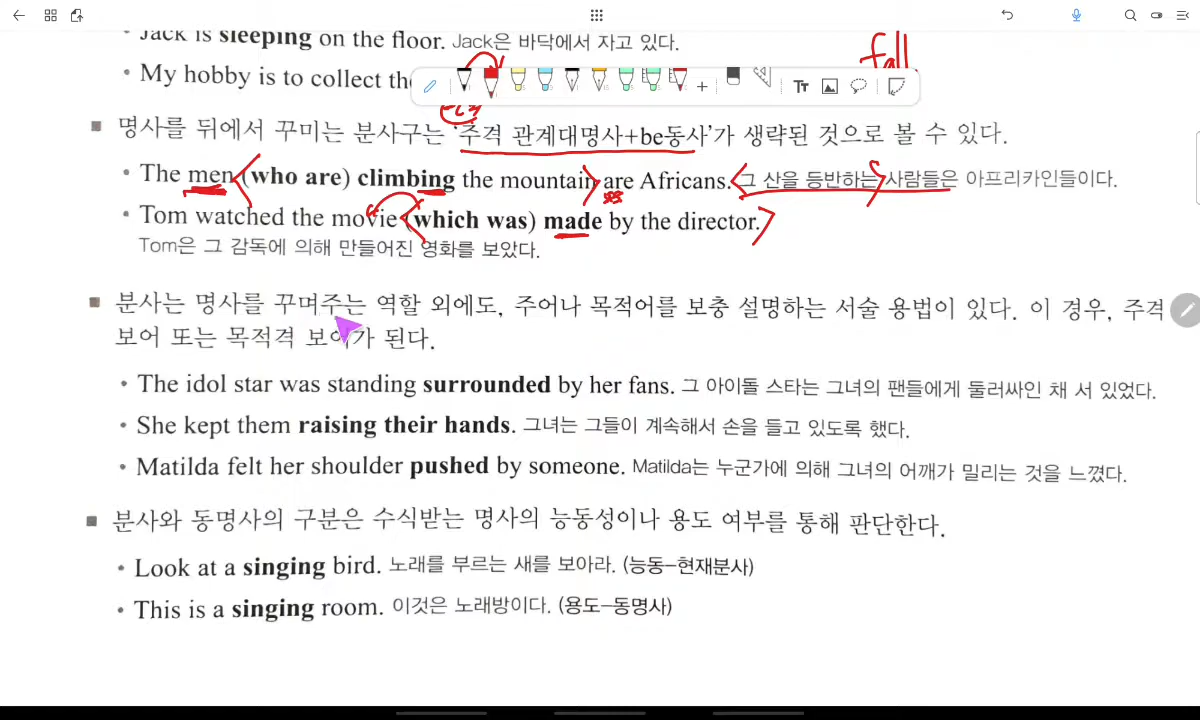 • Jack is sleeping on the floor. Jack은 바닥에서 자고 있다.
fall
• My hobby is to collect the
■ 명사를 뒤에서 꾸미는 분사구는 '주격 관계대명사+be동사'가 생략된 것으로 볼 수 있다.
• The men (who are) climbing the mountain are Africans. 그 산을 등반하는 사람들은 아프리카인들이다.
• Tom watched the movie (which was) made by the director.
Tom은 그 감독에 의해 만들어진 영화를 보았다.
■ 분사는 명사를 꾸며주는 역할 외에도, 주어나 목적어를 보충 설명하는 서술 용법이 있다. 이 경우, 주격
보어 또는 목적격 보어가 된다.
• The idol star was standing surrounded by her fans. 그 아이돌 스타는 그녀의 팬들에게 둘러싸인 채 서 있었다.
• She kept them raising their hands. 그녀는 그들이 계속해서 손을 들고 있도록 했다.
• Matilda felt her shoulder pushed by someone. Matilda는 누군가에 의해 그녀의 어깨가 밀리는 것을 느꼈다.
■ 분사와 동명사의 구분은 수식받는 명사의 능동성이나 용도 여부를 통해 판단한다.
• Look at a singing bird. 노래를 부르는 새를 보아라. (능동–현재분사)
• This is a singing room. 이것은 노래방이다. (용도–동명사)